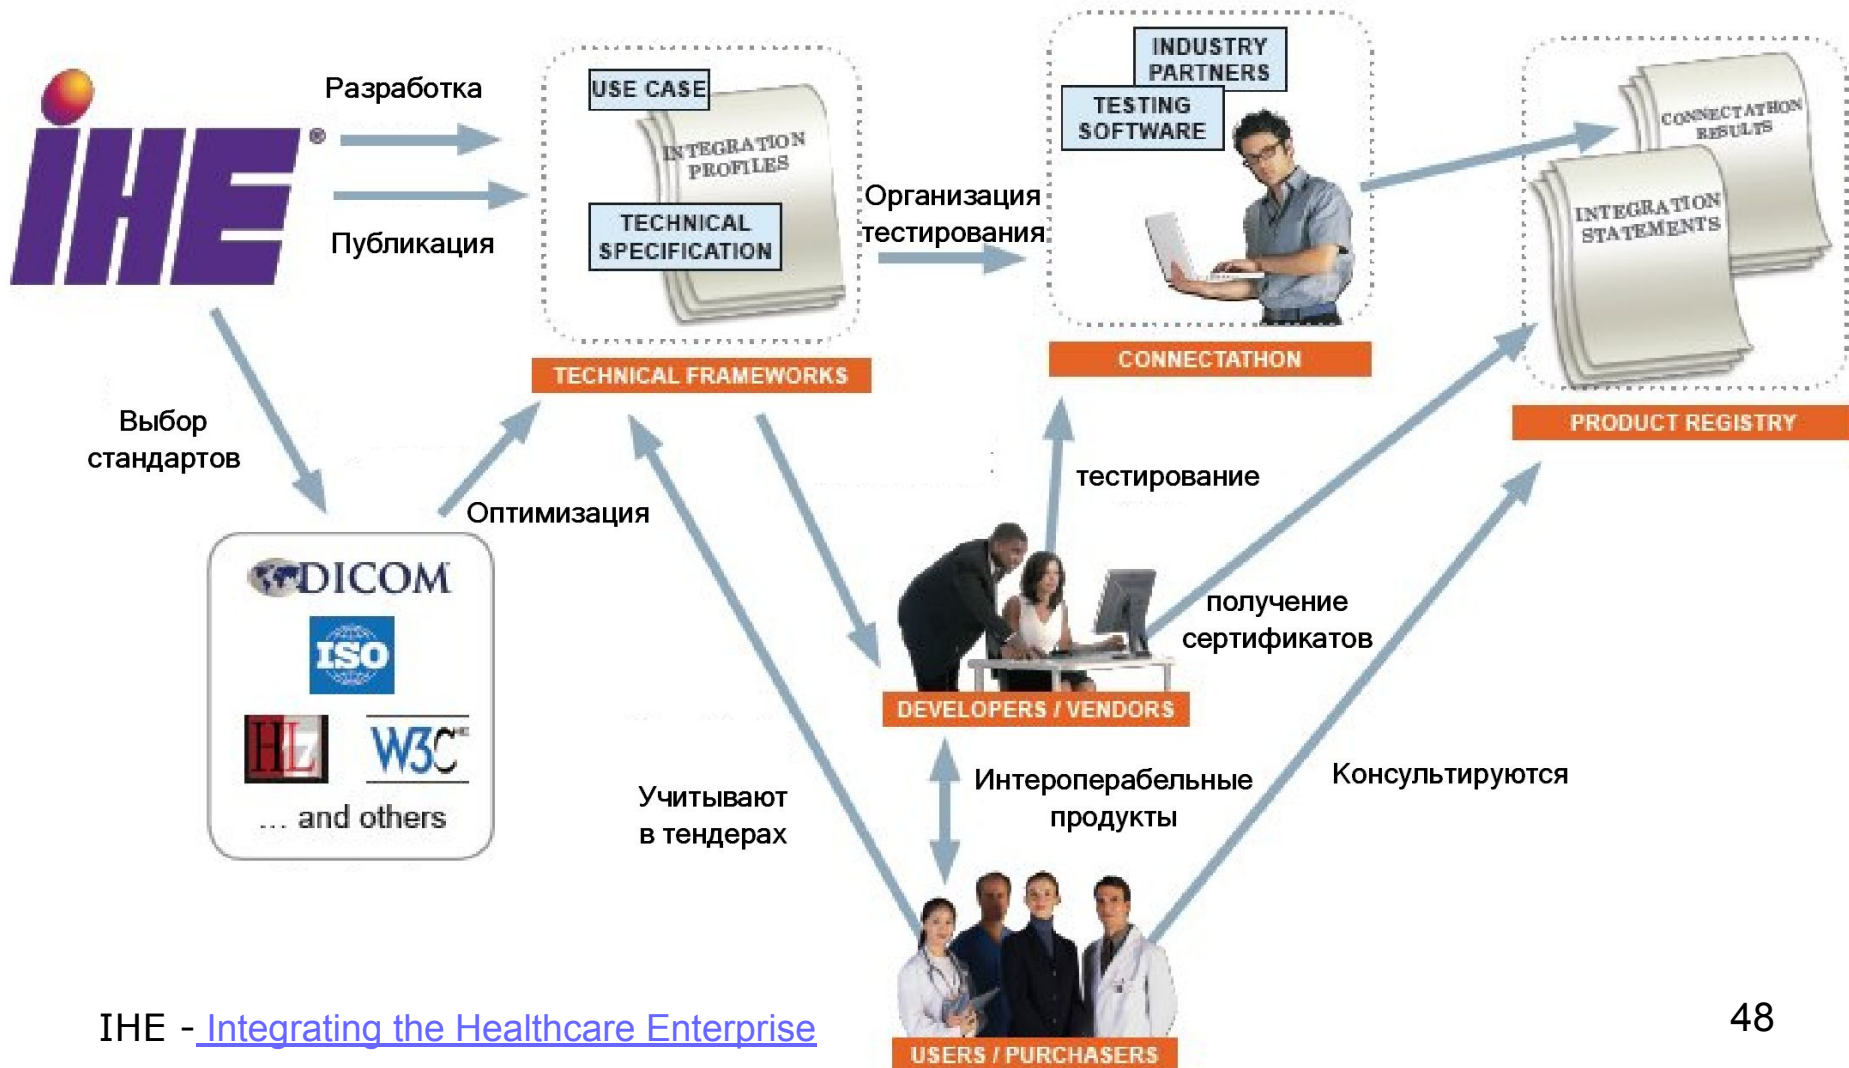 INDUSTRY
PARTNERS
TESTING
SOFTWARE
USE CASE
INTEGRATION
PROFILES
TECHNICAL
SPECIFICATION
TECHNICAL FRAMEWORKS
iHE®
Разработка
Публикация
Организация
тестирования
CONNECTATHON
CONNECTATHON
RESULTS
INTEGRATION
STATEMENTS
PRODUCT REGISTRY
Выбор
стандартов
Оптимизация
тестирование
DICOM
ISO
HL7
W3C
... and others
получение
сертификатов
DEVELOPERS / VENDORS
Учитывают
в тендерах
Интероперабельные
продукты
Консультируются
USERS / PURCHASERS
IHE - Integrating the Healthcare Enterprise
48